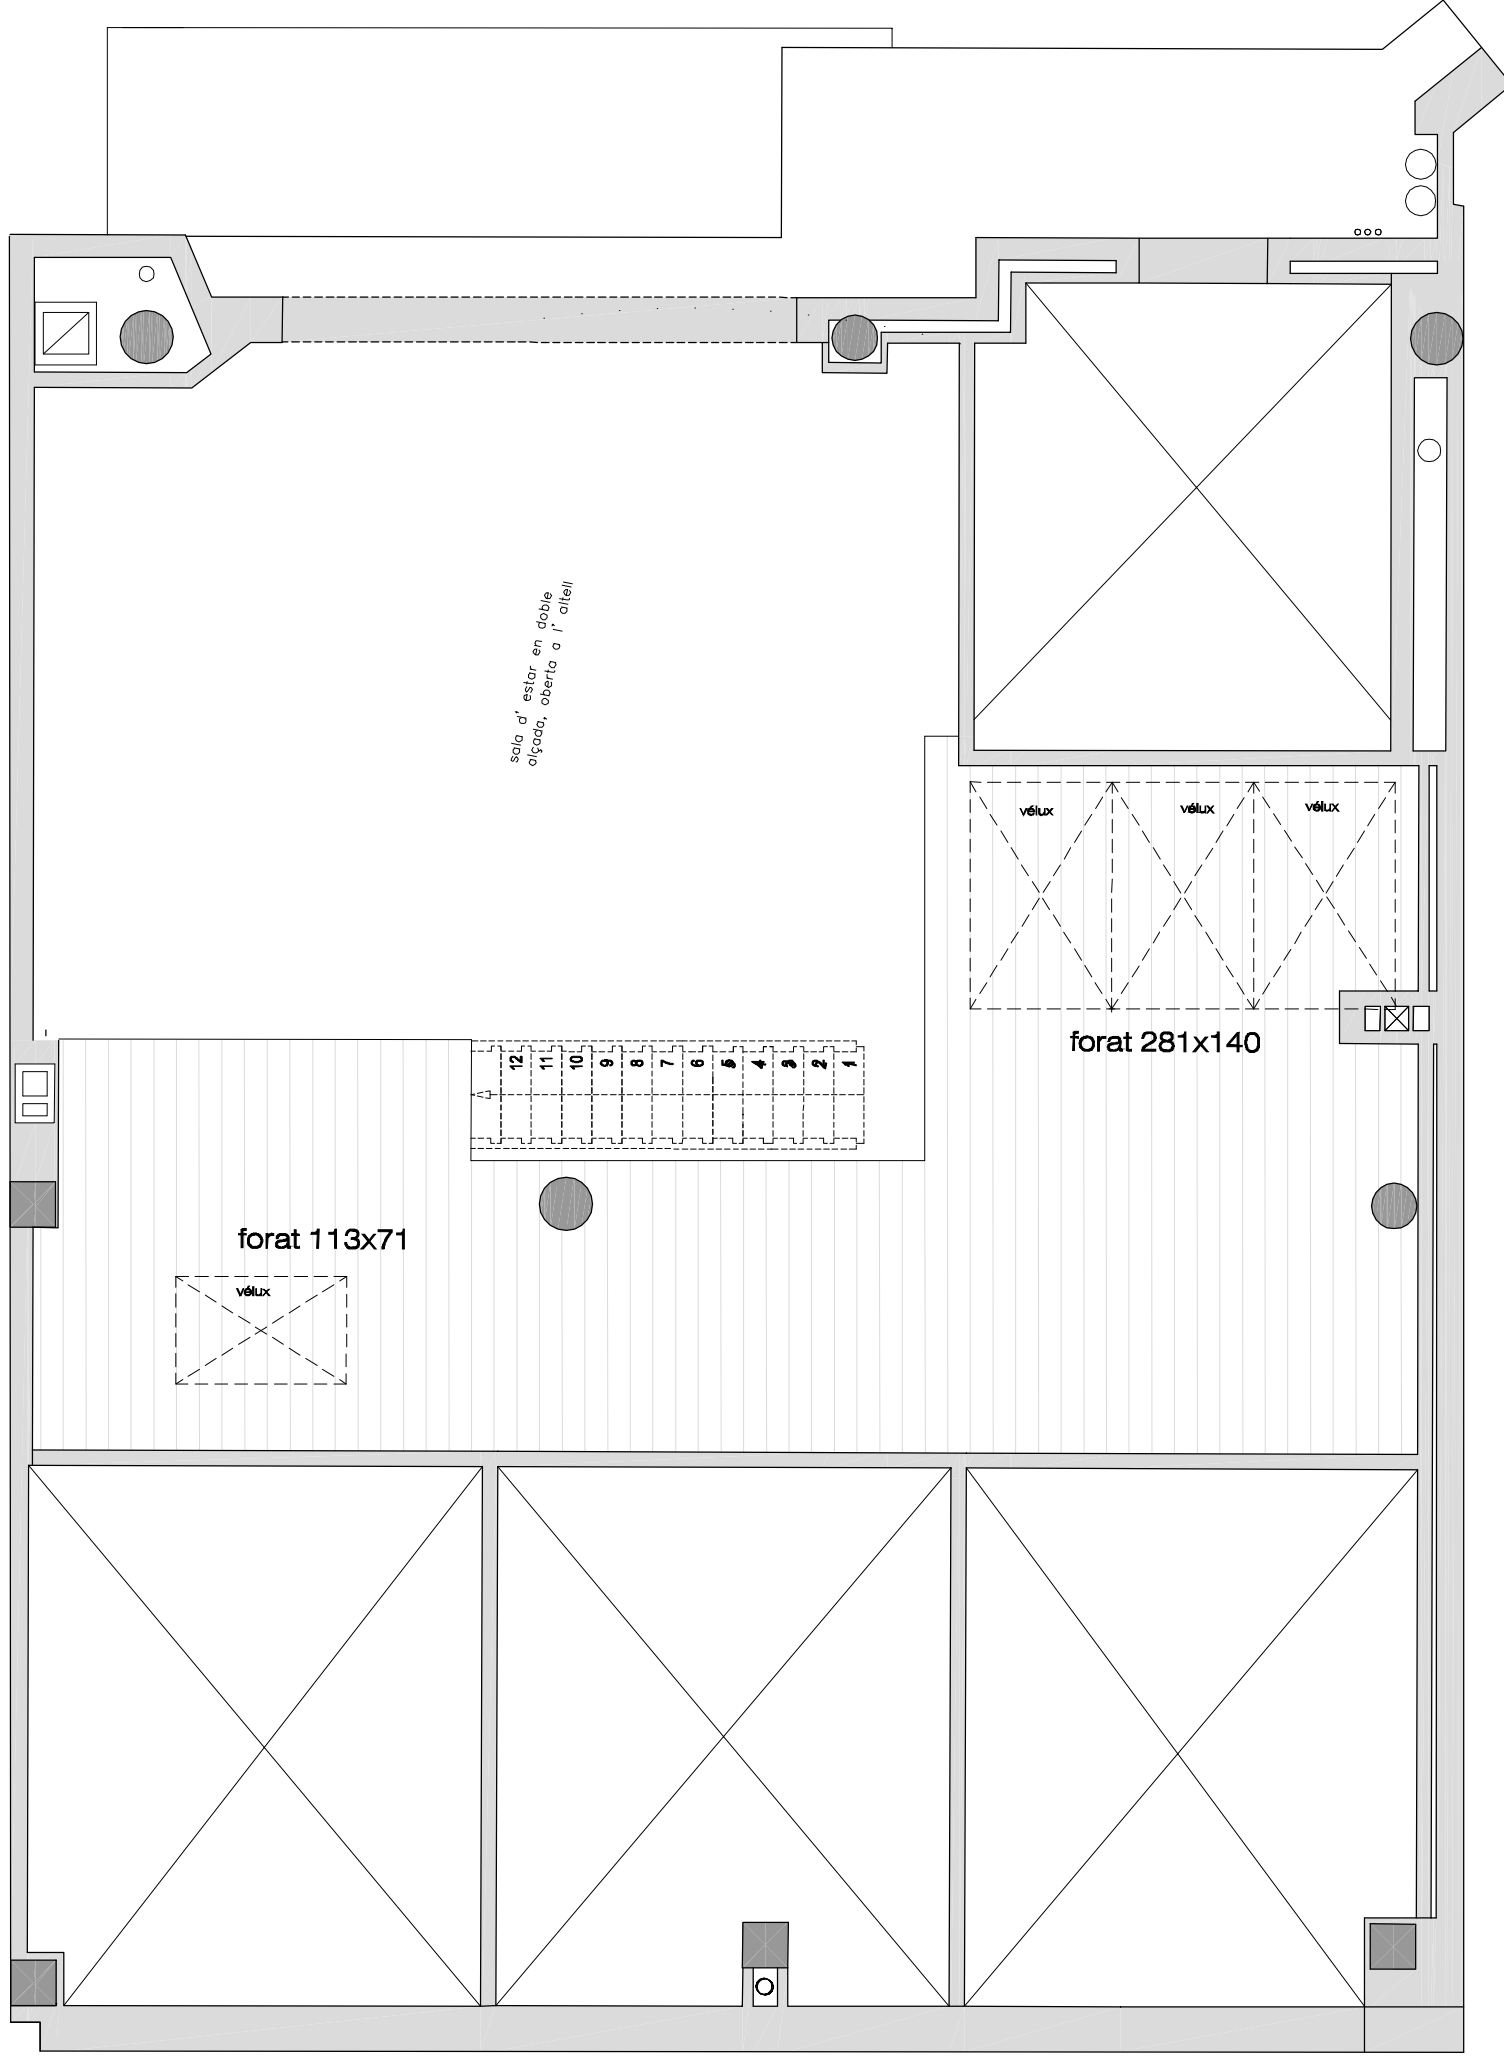 sala d' estar en doble
alçada, oberta a l' altell
vélux
vélux
vélux
forat 281x140
12
11
10
9
8
7
6
5
4
3
2
1
forat 113x71
vélux